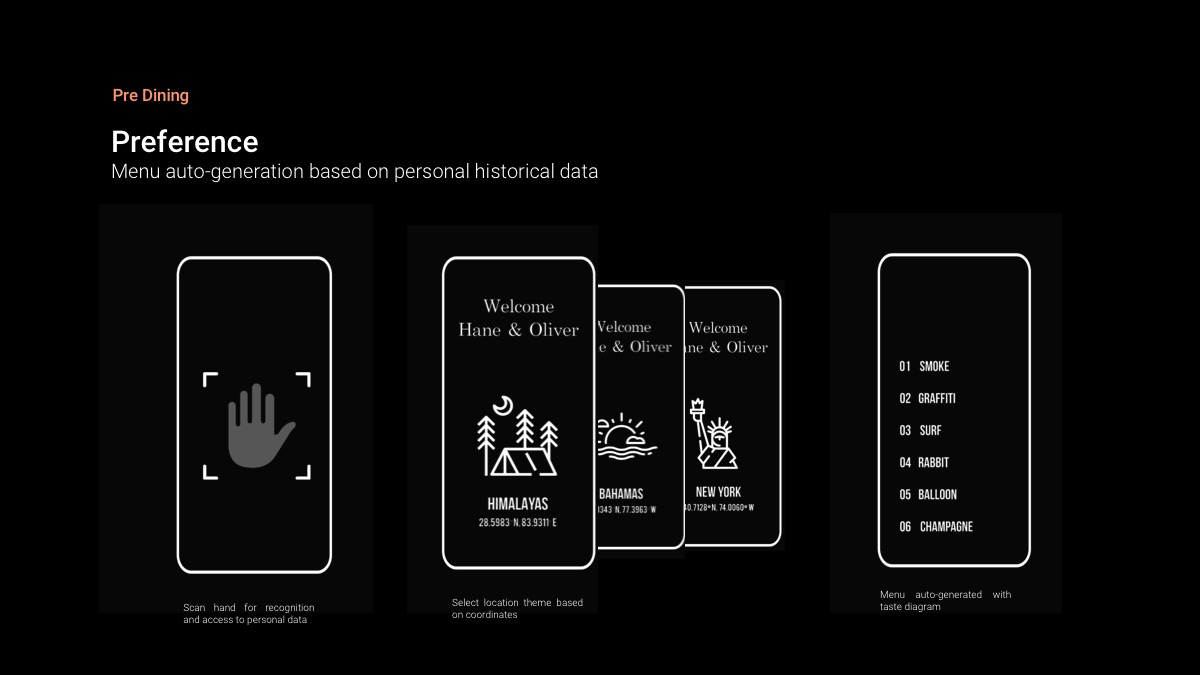 Pre Dining
Preference
Menu auto-generation based on personal historical data
Scan hand for recognition
and access to personal data
Welcome
Hane & Oliver
HIMALAYAS
28.5983 N, 83.9311 E
Select location theme based
on coordinates
Welcome
e & Oliver
BAHAMAS
343 N, 77.3963 W
Welcome
ne & Oliver
NEW YORK
0.7128° N, 74.0060° W
01 SMOKE
02 GRAFFITI
03 SURF
04 RABBIT
05 BALLOON
06 CHAMPAGNE
Menu auto-generated with
taste diagram